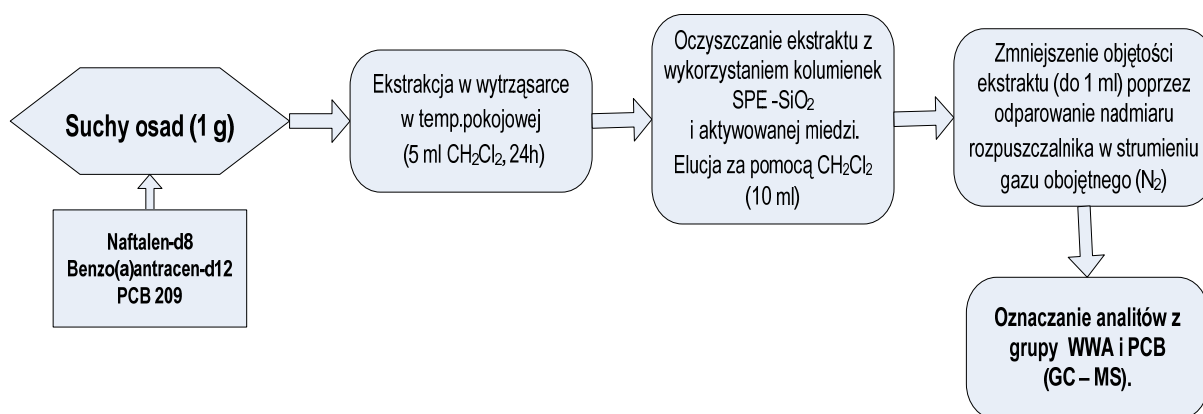 Suchy osad (1 g)
Naftalen-d8
Benzo(a)antracen-d12
PCB 209
Ekstrakcja w wytrząsarce
w temp.pokojowej
(5 ml CH₂Cl₂, 24h)
Oczyszczanie ekstraktu z
wykorzystaniem kolumienek
SPE -SiO₂
i aktywowanej miedzi.
Elucja za pomocą CH₂Cl₂
(10 ml)
Zmniejszenie objętości
ekstraktu (do 1 ml) poprzez
odparowanie nadmiaru
rozpuszczalnika w strumieniu
gazu obojętnego (N₂)
Oznaczanie analitów z
grupy WWA i PCB
(GC – MS).